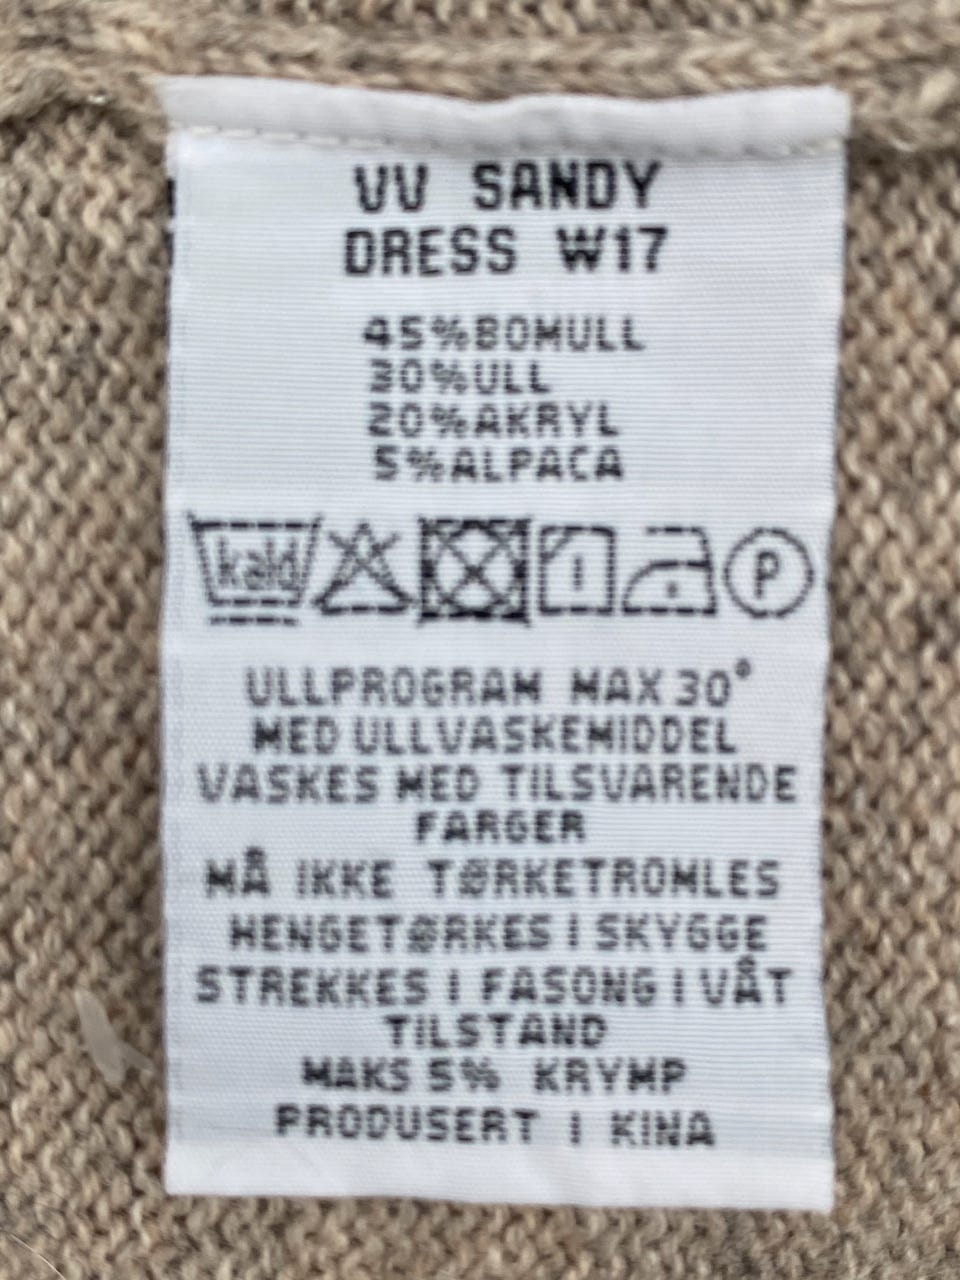 VV SANDY
DRESS W17
45%BOMULL
30%ULL
20%AKRYL
5%ALPACA
kald P
ULLPROGRAM MAX 30°
MED ULLVASKEMIDDEL
VASKES MED TILSVARENDE
FARGER
MÅ IKKE TØRKETROMLES
HENGETØRKES I SKYGGE
STREKKES I FASONG I VÅT
TILSTAND
MAKS 5% KRYMP
PRODUSERT I KINA